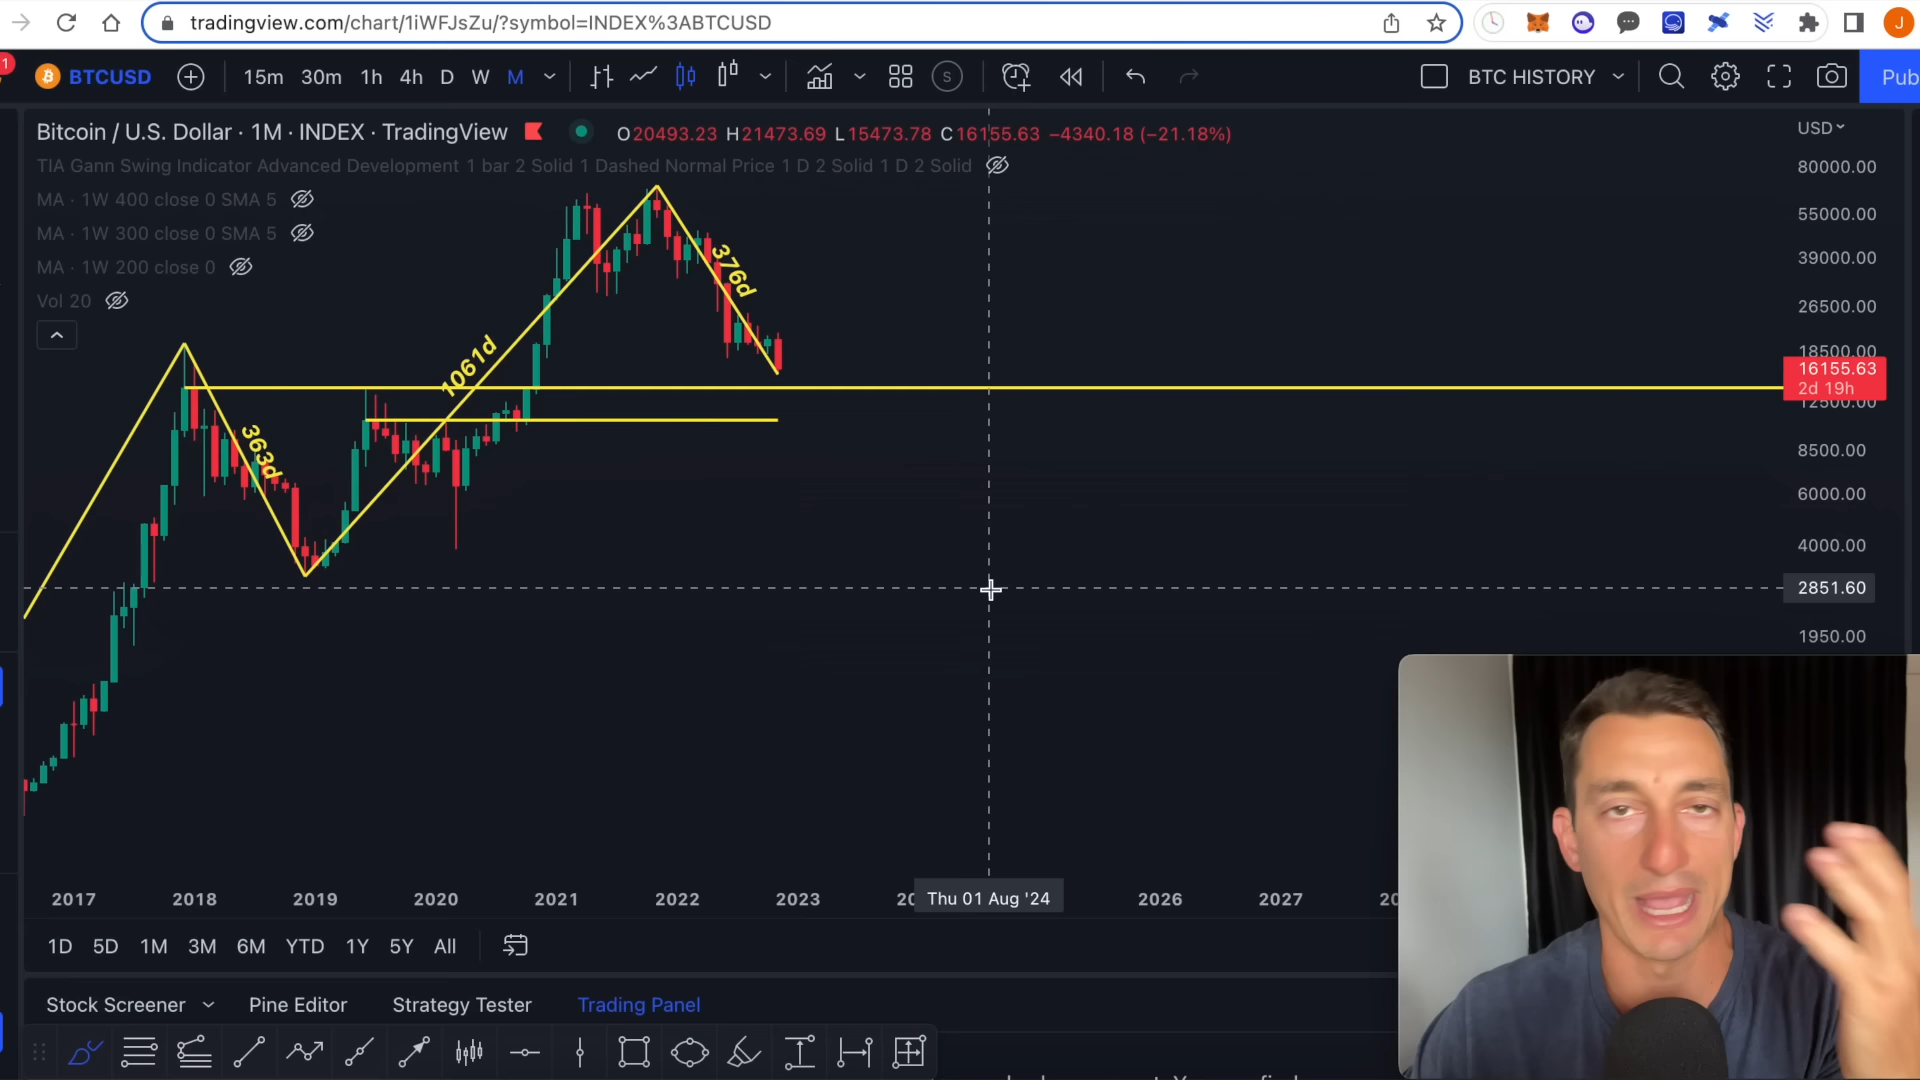 tradingview.com/chart/1iWFJsZu/?symbol=INDEX%3ABTCUSD
J
1
BTCUSD
15m 30m 1h 4h D W M
S
BTC HISTORY
Pub
Bitcoin / U.S. Dollar · 1M · INDEX · TradingView
O20493.23 H21473.69 L15473.78 C16155.63 −4340.18 (−21.18%)
USD
TIA Gann Swing Indicator Advanced Development 1 bar 2 Solid 1 Dashed Normal Price 1 D 2 Solid 1 D 2 Solid
MA · 1W 400 close 0 SMA 5
MA · 1W 300 close 0 SMA 5
MA · 1W 200 close 0
Vol 20
80000.00
55000.00
39000.00
26500.00
18500.00
16155.63
2d 19h
12500.00
8500.00
6000.00
4000.00
2851.60
1950.00
376d
1061d
363d
2017 2018 2019 2020 2021 2022 2023 Thu 01 Aug '24 2026 2027
1D 5D 1M 3M 6M YTD 1Y 5Y All
Stock Screener Pine Editor Strategy Tester Trading Panel